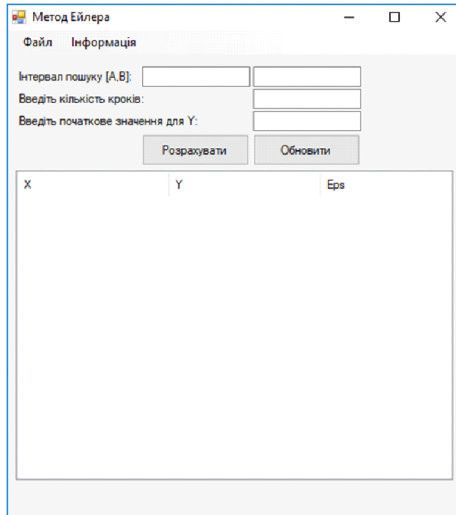 Метод Ейлера
Файл Інформація
Інтервал пошуку [A,B]:
Введіть кількість кроків:
Введіть початкове значення для Y:
Розрахувати Обновити
X Y Eps